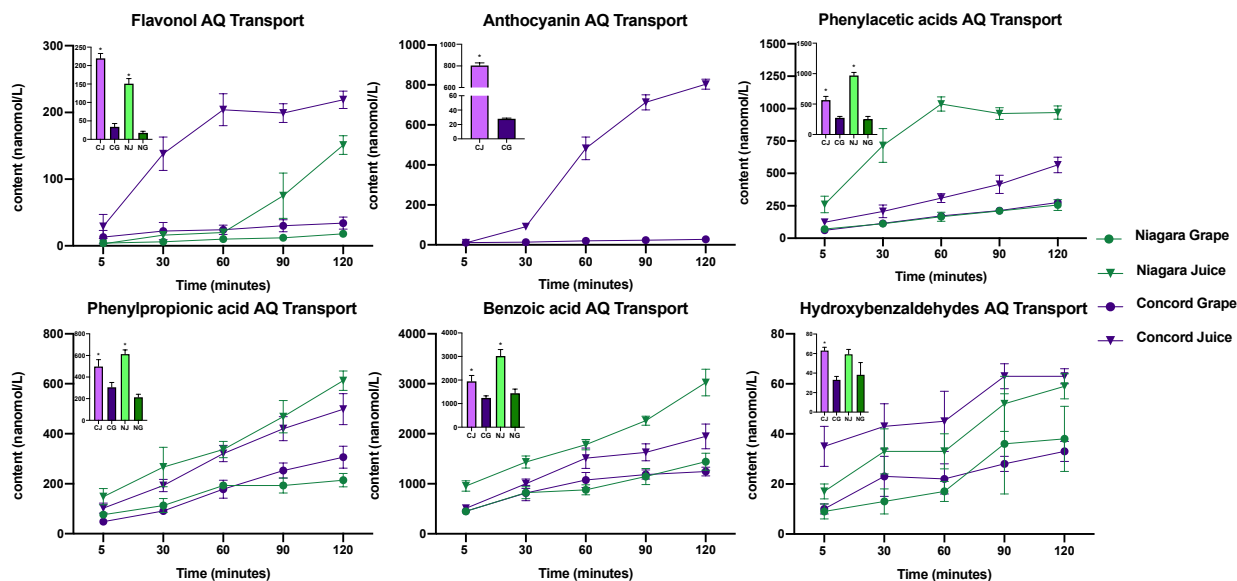 Flavonol AQ Transport
content (nanomol/L)
300
200
100
0
250
200
150
100
50
0
*
*
CJ CG NJ NG
5 30 60 90 120
Time (minutes)
Anthocyanin AQ Transport
content (nanomol/L)
1000
800
600
400
200
0
1000
800
600
60
40
20
0
*
CJ CG
5 30 60 90 120
Time (minutes)
Phenylacetic acids AQ Transport
content (nanomol/L)
1500
1250
1000
750
500
250
0
1500
1000
500
0
*
*
CJ CG NJ NG
5 30 60 90 120
Time (minutes)
Niagara Grape
Niagara Juice
Concord Grape
Concord Juice
Phenylpropionic acid AQ Transport
content (nanomol/L)
800
600
400
200
0
800
600
400
200
0
*
*
CJ CG NJ NG
5 30 60 90 120
Time (minutes)
Benzoic acid AQ Transport
content (nanomol/L)
4000
3000
2000
1000
0
4000
3000
2000
1000
0
*
*
CJ CG NJ NG
5 30 60 90 120
Time (minutes)
Hydroxybenzaldehydes AQ Transport
content (nanomol/L)
80
60
40
20
0
80
60
40
20
0
*
CJ CG NJ NG
5 30 60 90 120
Time (minutes)